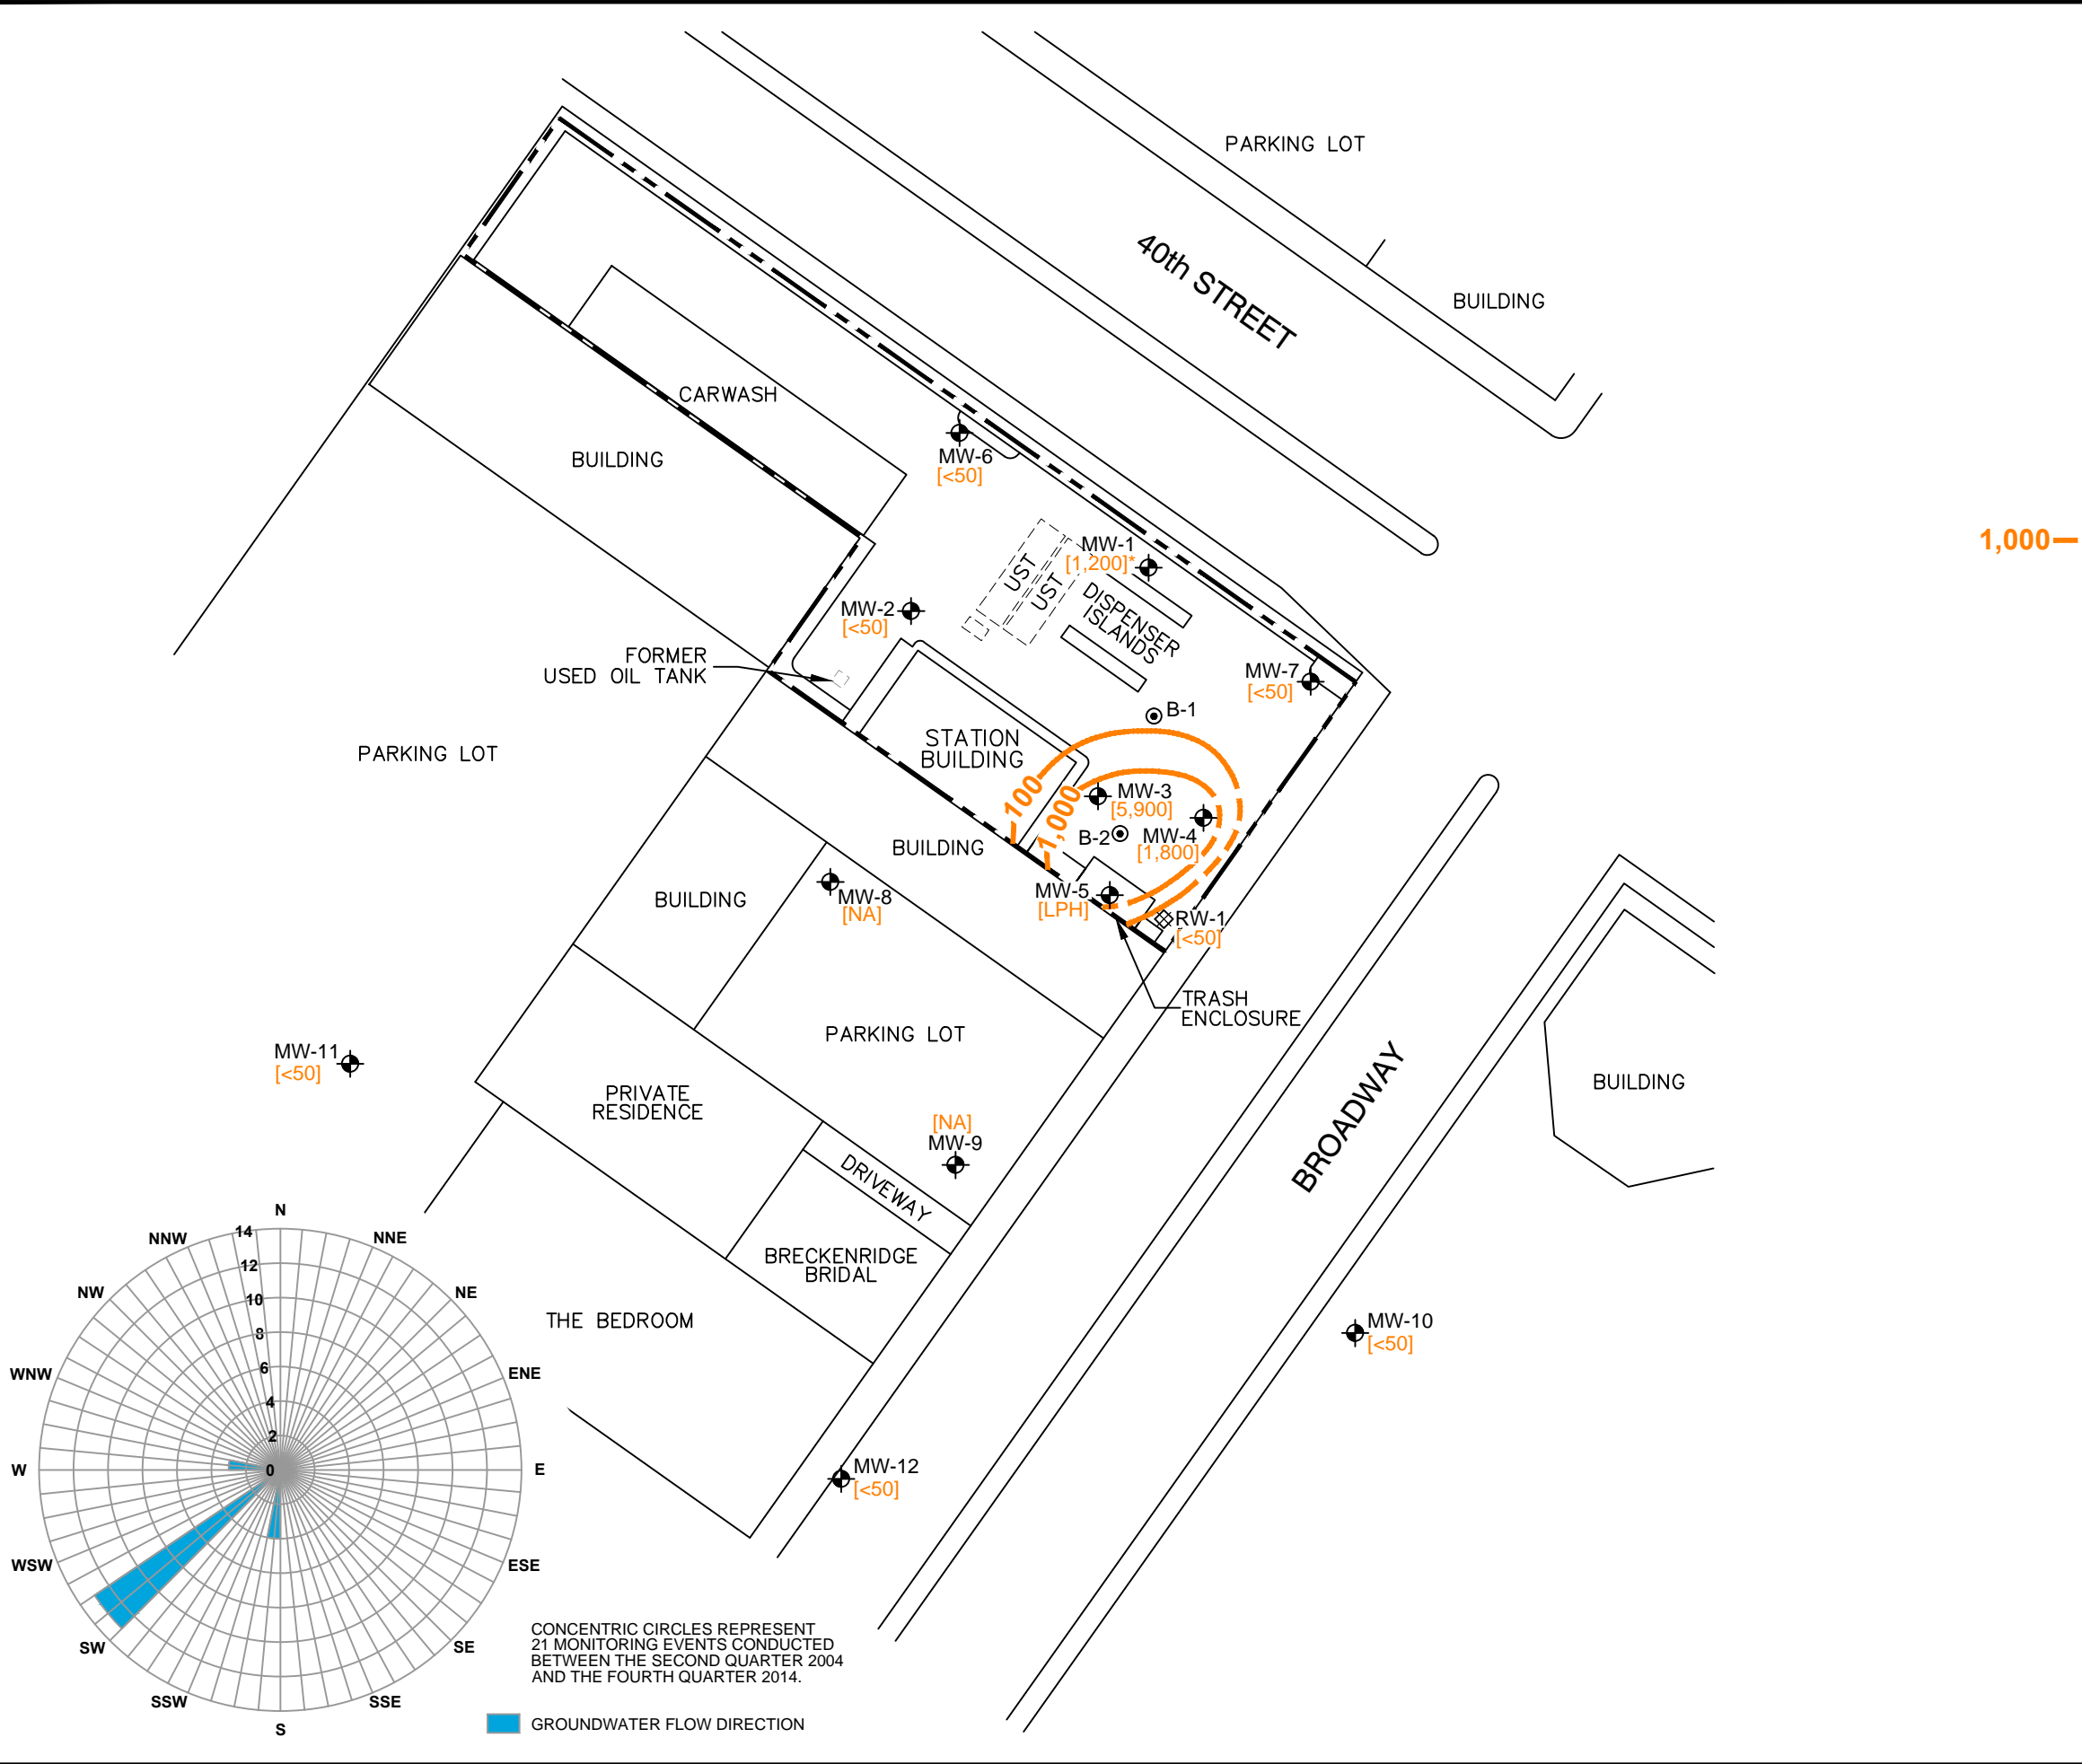 PARKING LOT
40th STREET
BUILDING
1,000
CARWASH
BUILDING
MW-6
[<50]
MW-1
[1,200]*
UST
UST
DISPENSER
ISLANDS
MW-2
[<50]
FORMER
USED OIL TANK
MW-7
[<50]
B-1
STATION
BUILDING
PARKING LOT
100
1,000
MW-3
[5,900]
B-2
MW-4
[1,800]
BUILDING
BUILDING
MW-8
[NA]
MW-5
[LPH]
RW-1
[<50]
TRASH
ENCLOSURE
PARKING LOT
MW-11
[<50]
BROADWAY
BUILDING
PRIVATE
RESIDENCE
[NA]
MW-9
DRIVEWAY
BRECKENRIDGE
BRIDAL
THE BEDROOM
MW-10
[<50]
MW-12
[<50]
N
NNE
NE
ENE
E
ESE
SE
SSE
S
SSW
SW
WSW
W
WNW
NW
NNW
14
12
10
8
6
4
2
0
CONCENTRIC CIRCLES REPRESENT
21 MONITORING EVENTS CONDUCTED
BETWEEN THE SECOND QUARTER 2004
AND THE FOURTH QUARTER 2014.
GROUNDWATER FLOW DIRECTION